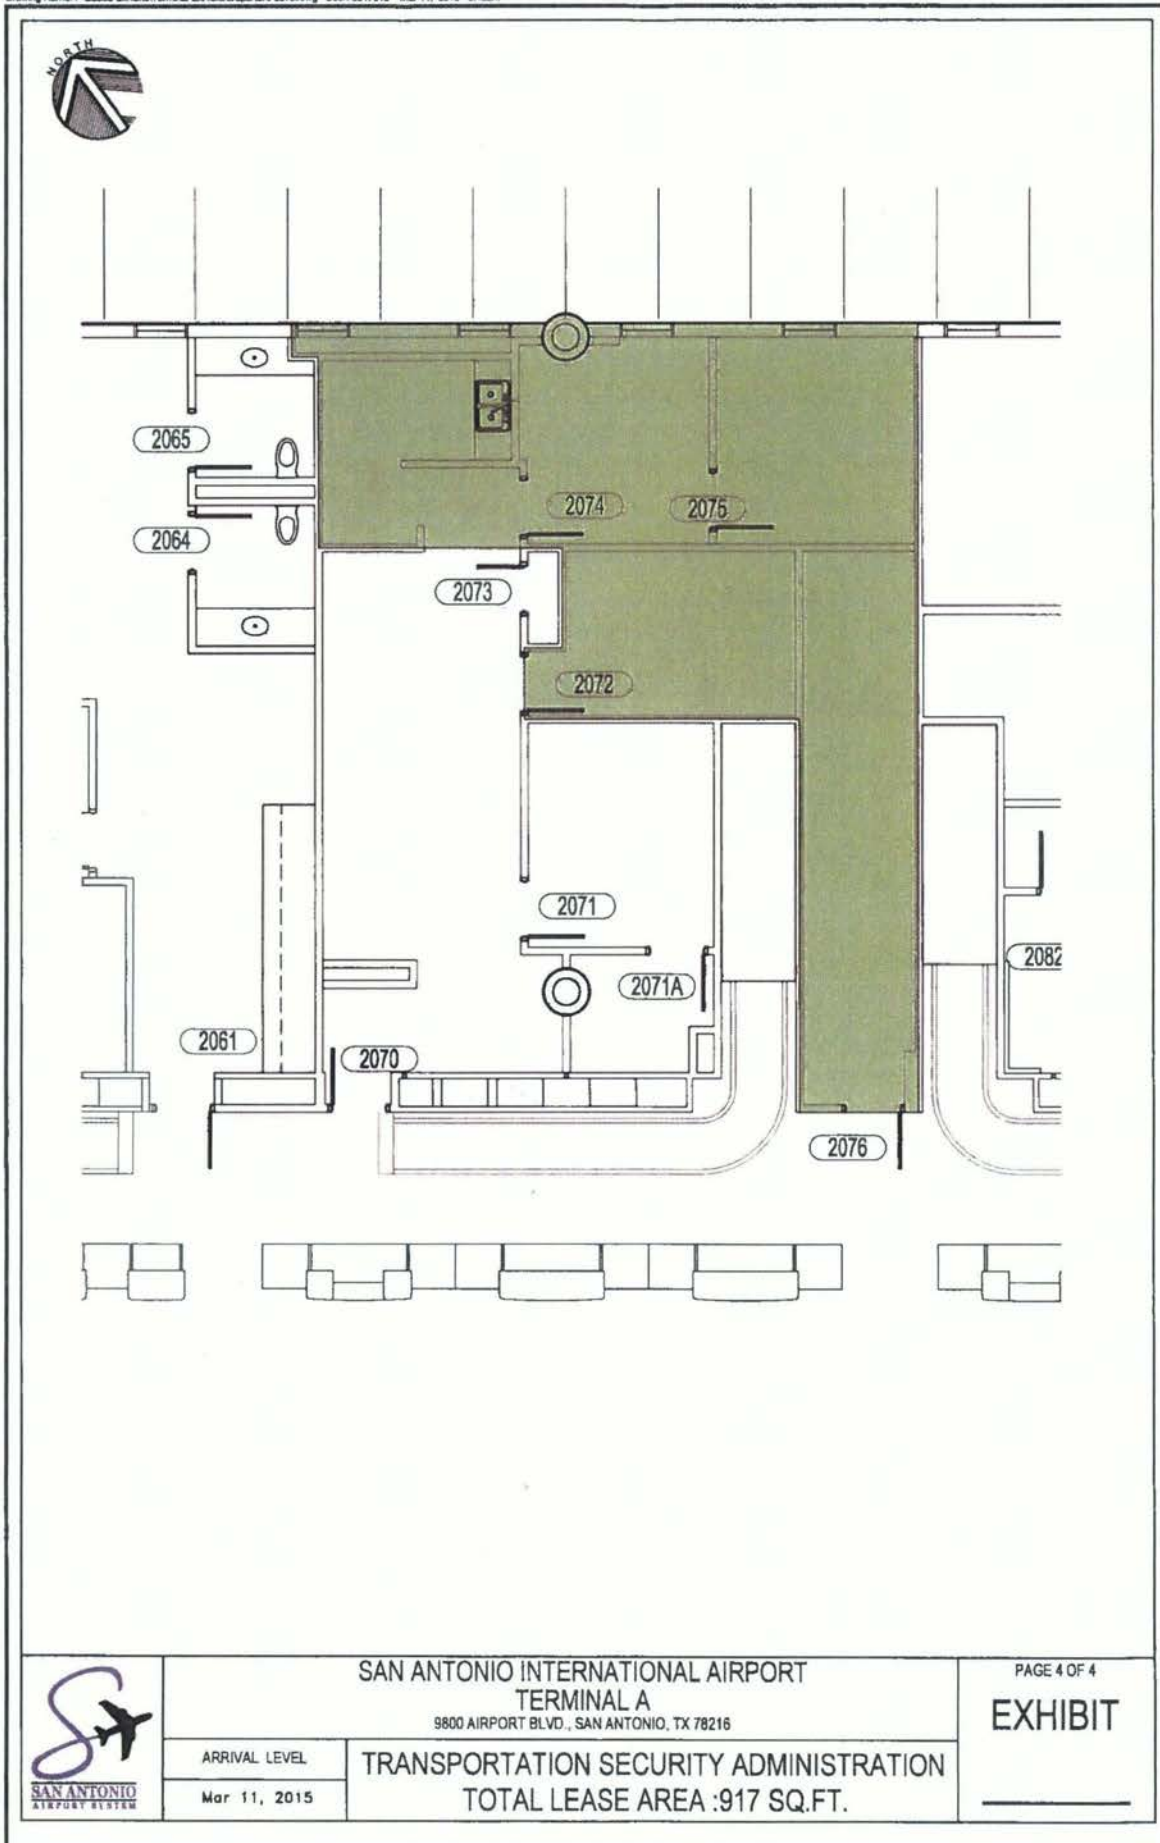 NORTH
2065
2064
2074
2075
2073
2072
2071
2071A
2082
2061
2070
2076
SAN ANTONIO
AIRPORT SYSTEM
SAN ANTONIO INTERNATIONAL AIRPORT
TERMINAL A
9800 AIRPORT BLVD., SAN ANTONIO, TX 78216
ARRIVAL LEVEL
Mar 11, 2015
TRANSPORTATION SECURITY ADMINISTRATION
TOTAL LEASE AREA :917 SQ.FT.
PAGE 4 OF 4
EXHIBIT